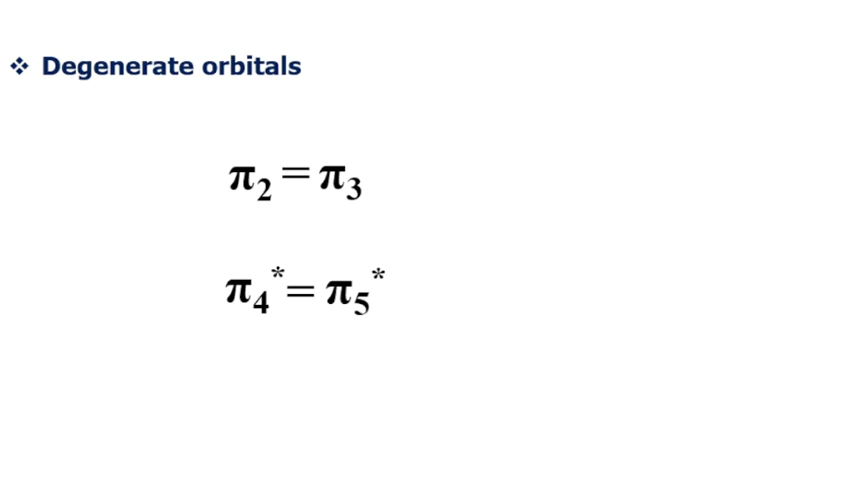 ❖ Degenerate orbitals
π₂ = π₃
π₄* = π₅*